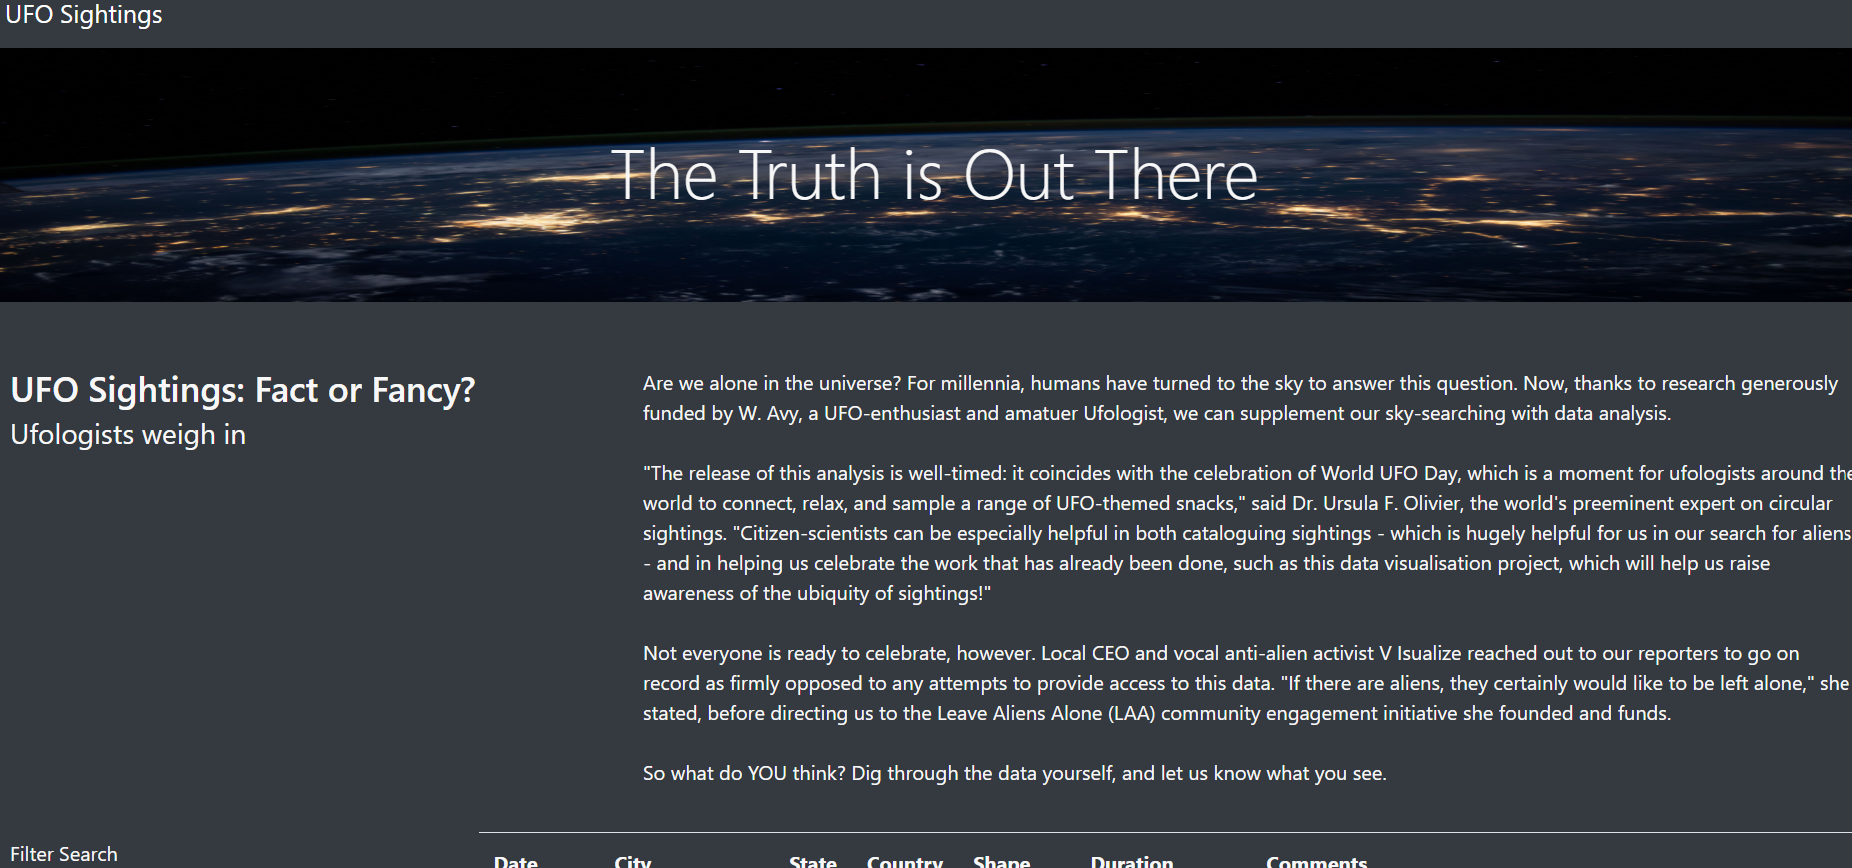 UFO Sightings
The Truth is Out There
UFO Sightings: Fact or Fancy?
Ufologists weigh in
Are we alone in the universe? For millennia, humans have turned to the sky to answer this question. Now, thanks to research generously
funded by W. Avy, a UFO-enthusiast and amatuer Ufologist, we can supplement our sky-searching with data analysis.
"The release of this analysis is well-timed: it coincides with the celebration of World UFO Day, which is a moment for ufologists around the
world to connect, relax, and sample a range of UFO-themed snacks," said Dr. Ursula F. Olivier, the world's preeminent expert on circular
sightings. "Citizen-scientists can be especially helpful in both cataloguing sightings - which is hugely helpful for us in our search for aliens
- and in helping us celebrate the work that has already been done, such as this data visualisation project, which will help us raise
awareness of the ubiquity of sightings!"
Not everyone is ready to celebrate, however. Local CEO and vocal anti-alien activist V Isualize reached out to our reporters to go on
record as firmly opposed to any attempts to provide access to this data. "If there are aliens, they certainly would like to be left alone," she
stated, before directing us to the Leave Aliens Alone (LAA) community engagement initiative she founded and funds.
So what do YOU think? Dig through the data yourself, and let us know what you see.
Filter Search
Date City State Country Shape Duration Comments